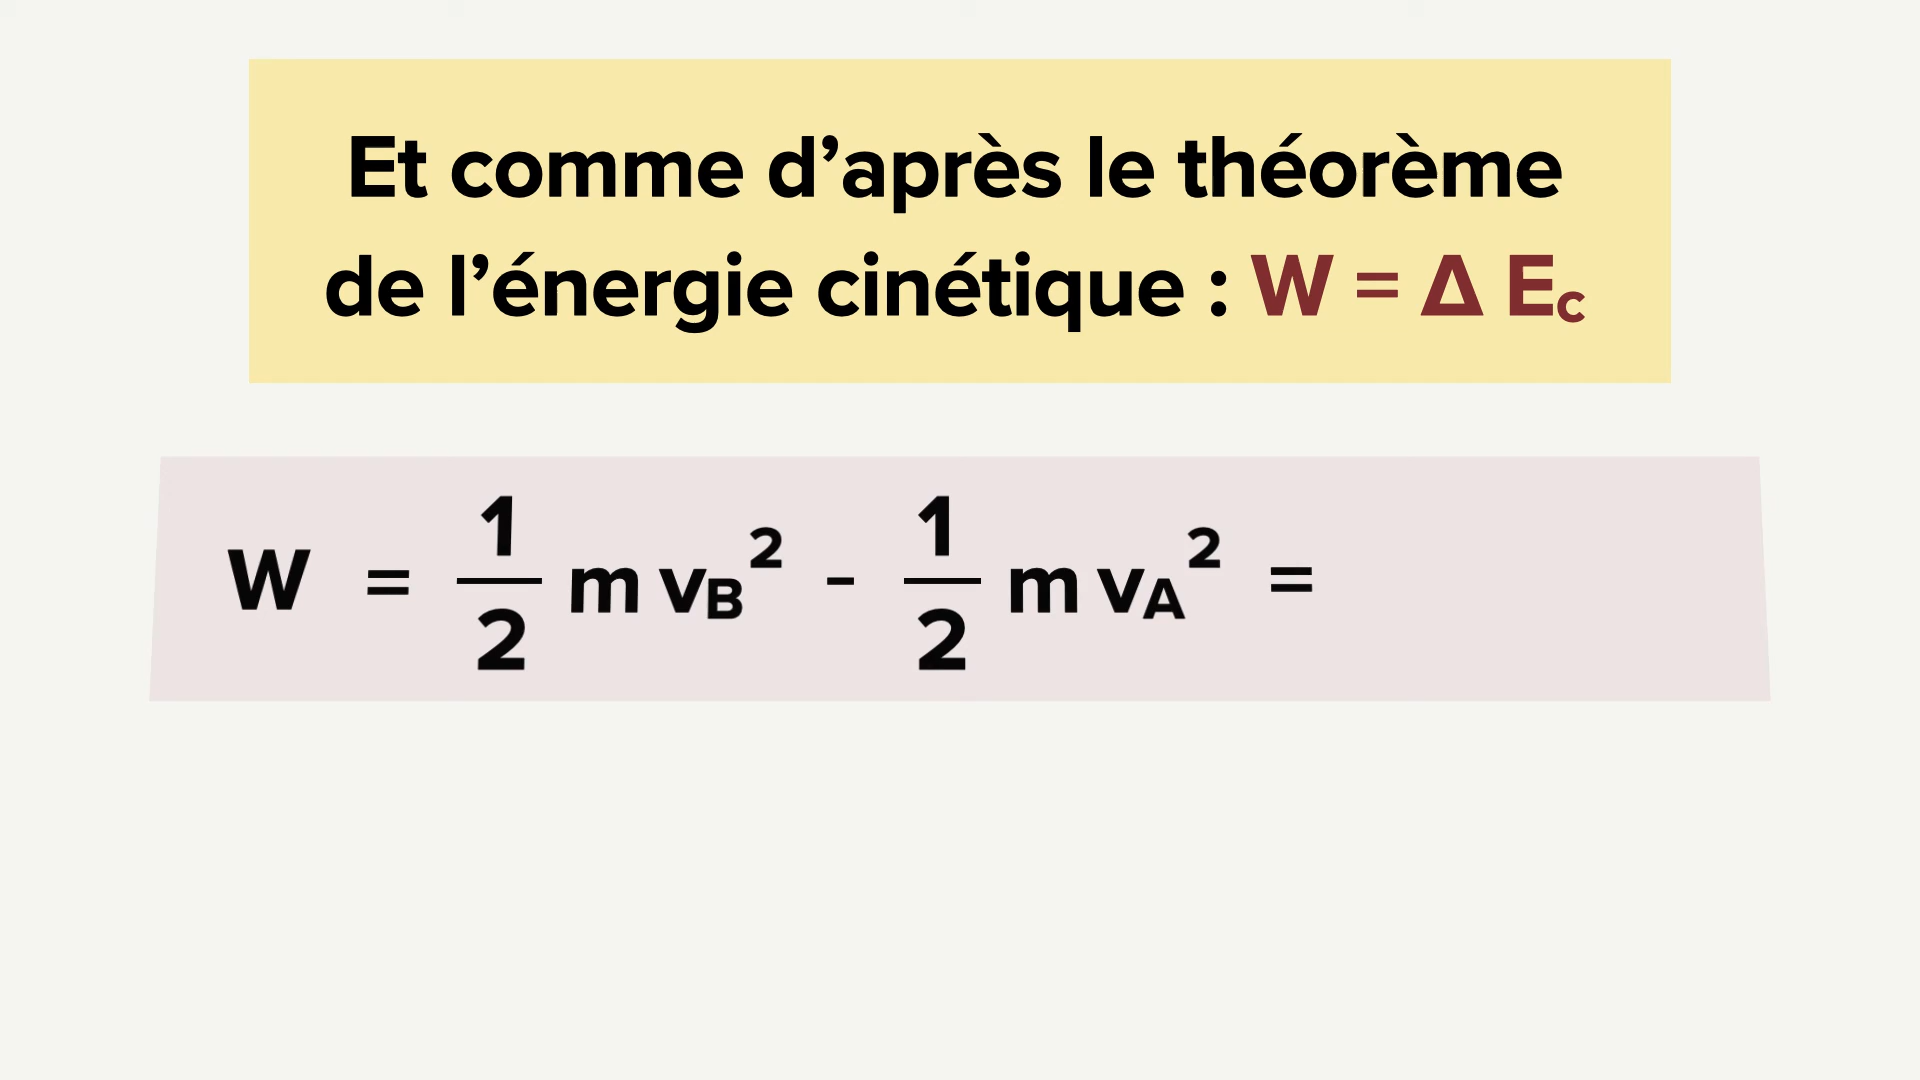 Et comme d’après le théorème
de l’énergie cinétique : W = Δ Ec
W = 1/2 m vB² - 1/2 m vA² =